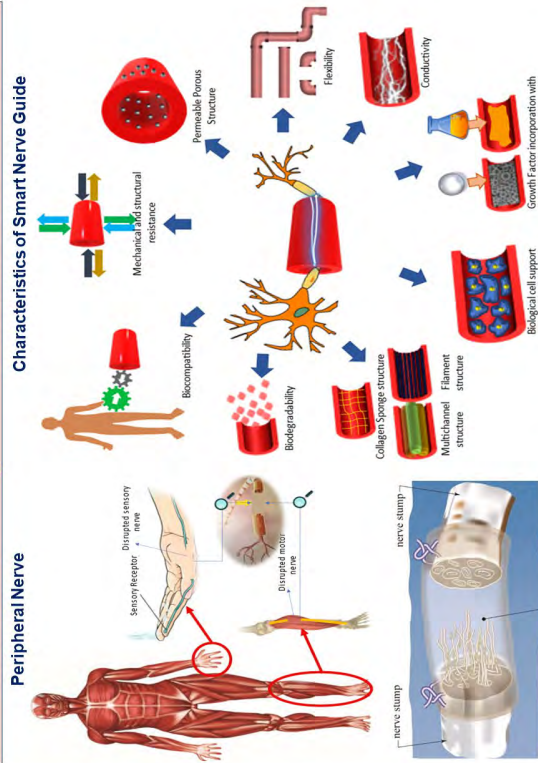 Peripheral Nerve
Sensory Receptor
Disrupted sensory
nerve
Disrupted motor
nerve
nerve stump
nerve stump
Characteristics of Smart Nerve Guide
Biocompatibility
Mechanical and structural
resistance
Permeable Porous
Structure
Flexibility
Conductivity
Growth Factor incorporation with
Biological cell support
Collagen Sponge structure
Multichannel
structure
Filament
structure
Biodegradability